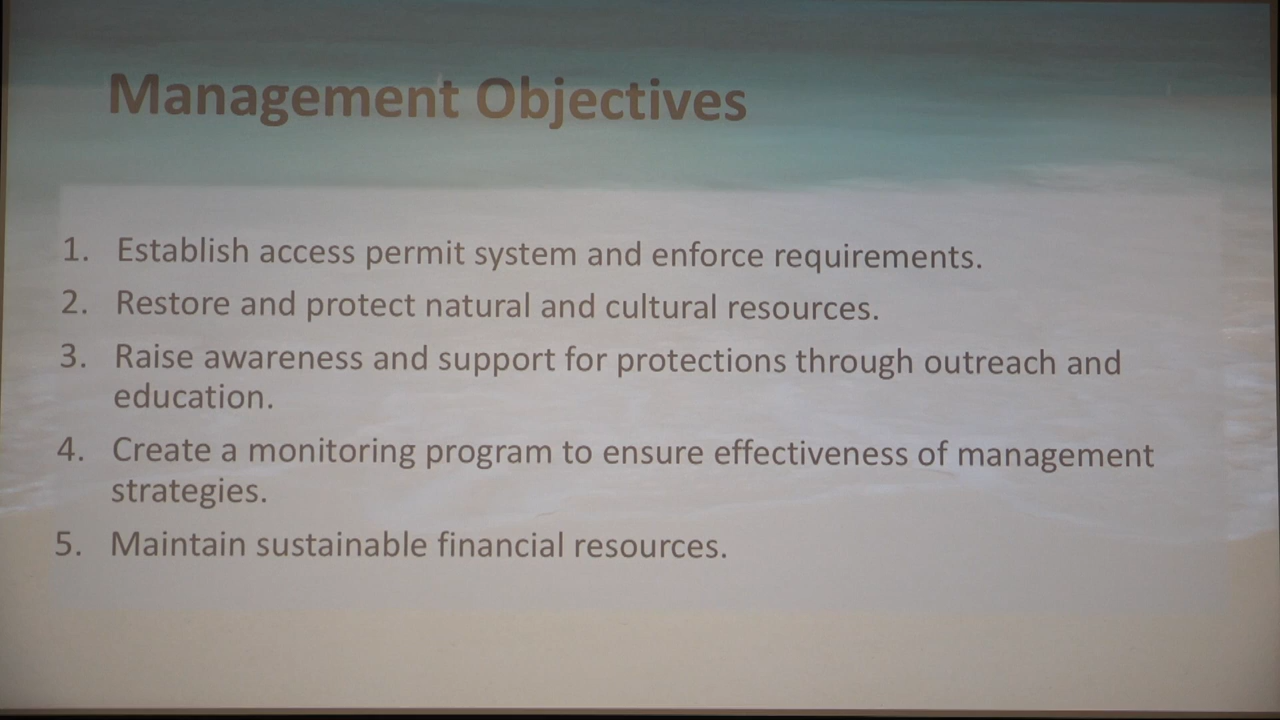 Management Objectives
1. Establish access permit system and enforce requirements.
2. Restore and protect natural and cultural resources.
3. Raise awareness and support for protections through outreach and
education.
4. Create a monitoring program to ensure effectiveness of management
strategies.
5. Maintain sustainable financial resources.